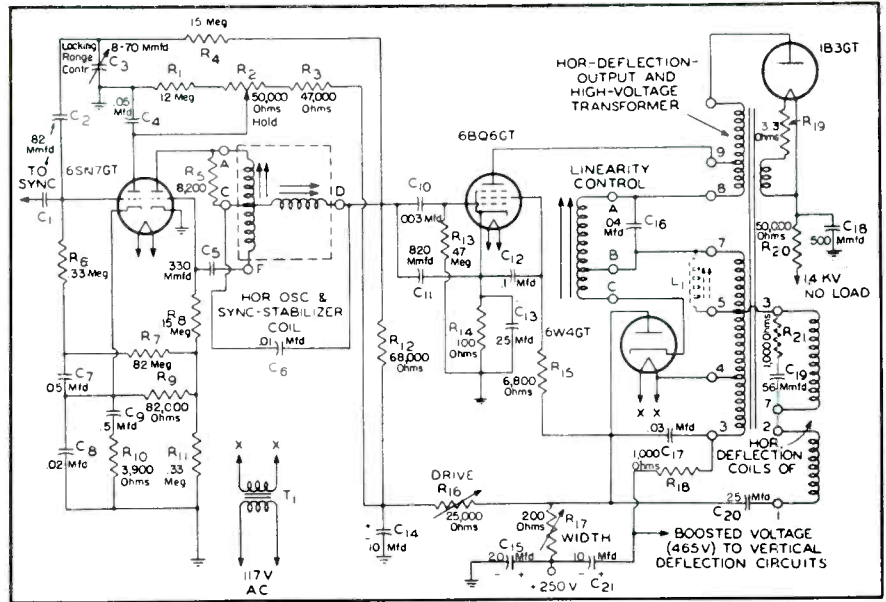 15 Meg
R4
Locking
Range
Contr
8-70 Mmfd
C3
R1
12 Meg
R2
50,000
Ohms
Hold
R3
47,000
Ohms
.05
Mfd
C4
C2
82
Mmfd
TO
SYNC
C1
6SN7GT
R5
8,200
A
C
D
F
C5
330
Mmfd
HOR OSC &
SYNC-STABILIZER
COIL
.01 Mfd
C6
R6
.33 Meg
R8
15 Meg
R7
.82 Meg
C7
.05 Mfd
R9
82,000
Ohms
C9
.5 Mfd
C8
.02 Mfd
R10
3,900
Ohms
R11
.33
Meg
X X
T1
117 V
AC
6BQ6GT
C10
.003 Mfd
R13
.47
Meg
820
Mmfd
C11
C12
.1 Mfd
R14
100
Ohms
C13
.25 Mfd
R12
68,000
Ohms
R15
6,800
Ohms
DRIVE
R16
25,000
Ohms
C14
+
-
10 Mfd
200
Ohms
R17
WIDTH
C15
20 Mfd
- +
+250 V
10 Mfd
- +
C21
HOR-DEFLECTION-
OUTPUT AND
HIGH-VOLTAGE
TRANSFORMER
1B3GT
3.3
Ohms
R19
9
8
LINEARITY
CONTROL
A
.04
Mfd
C16
B
C
7
L1
5
6W4GT
X X
4
3
.03 Mfd
C17
1,000
Ohms
R18
50,000
Ohms
R20
C18
500
Mmfd
14 KV
NO LOAD
3
R21
1,000 Ohms
C19
56
Mmfd
7
2
HOR.
DEFLECTION
COILS OF
.25 Mfd
C20
1
BOOSTED VOLTAGE
(465V) TO VERTICAL
DEFLECTION CIRCUITS